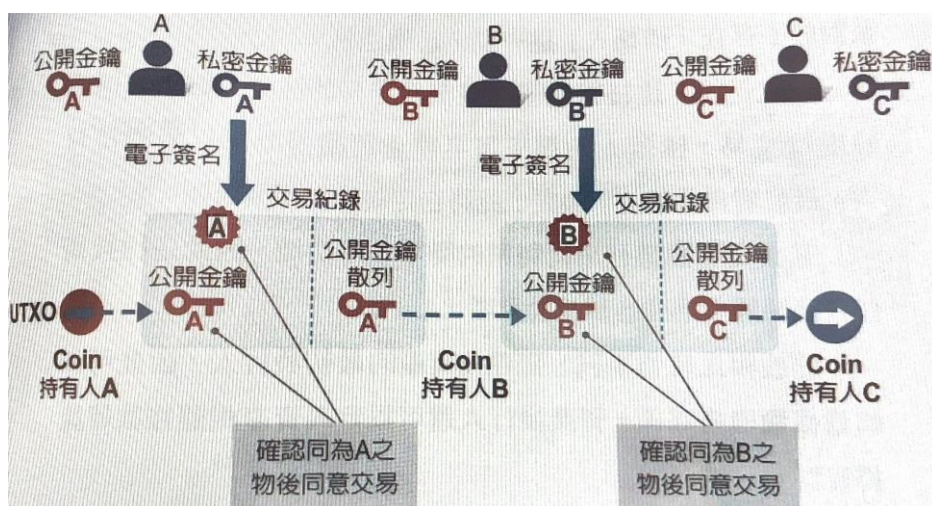 A
公開金鑰
A
私密金鑰
A
B
公開金鑰
B
私密金鑰
B
C
公開金鑰
C
私密金鑰
C
電子簽名
電子簽名
交易紀錄
A
公開金鑰
A
公開金鑰
散列
A
交易紀錄
B
公開金鑰
B
公開金鑰
散列
C
UTXO
Coin
持有人A
Coin
持有人B
Coin
持有人C
確認同為A之
物後同意交易
確認同為B之
物後同意交易